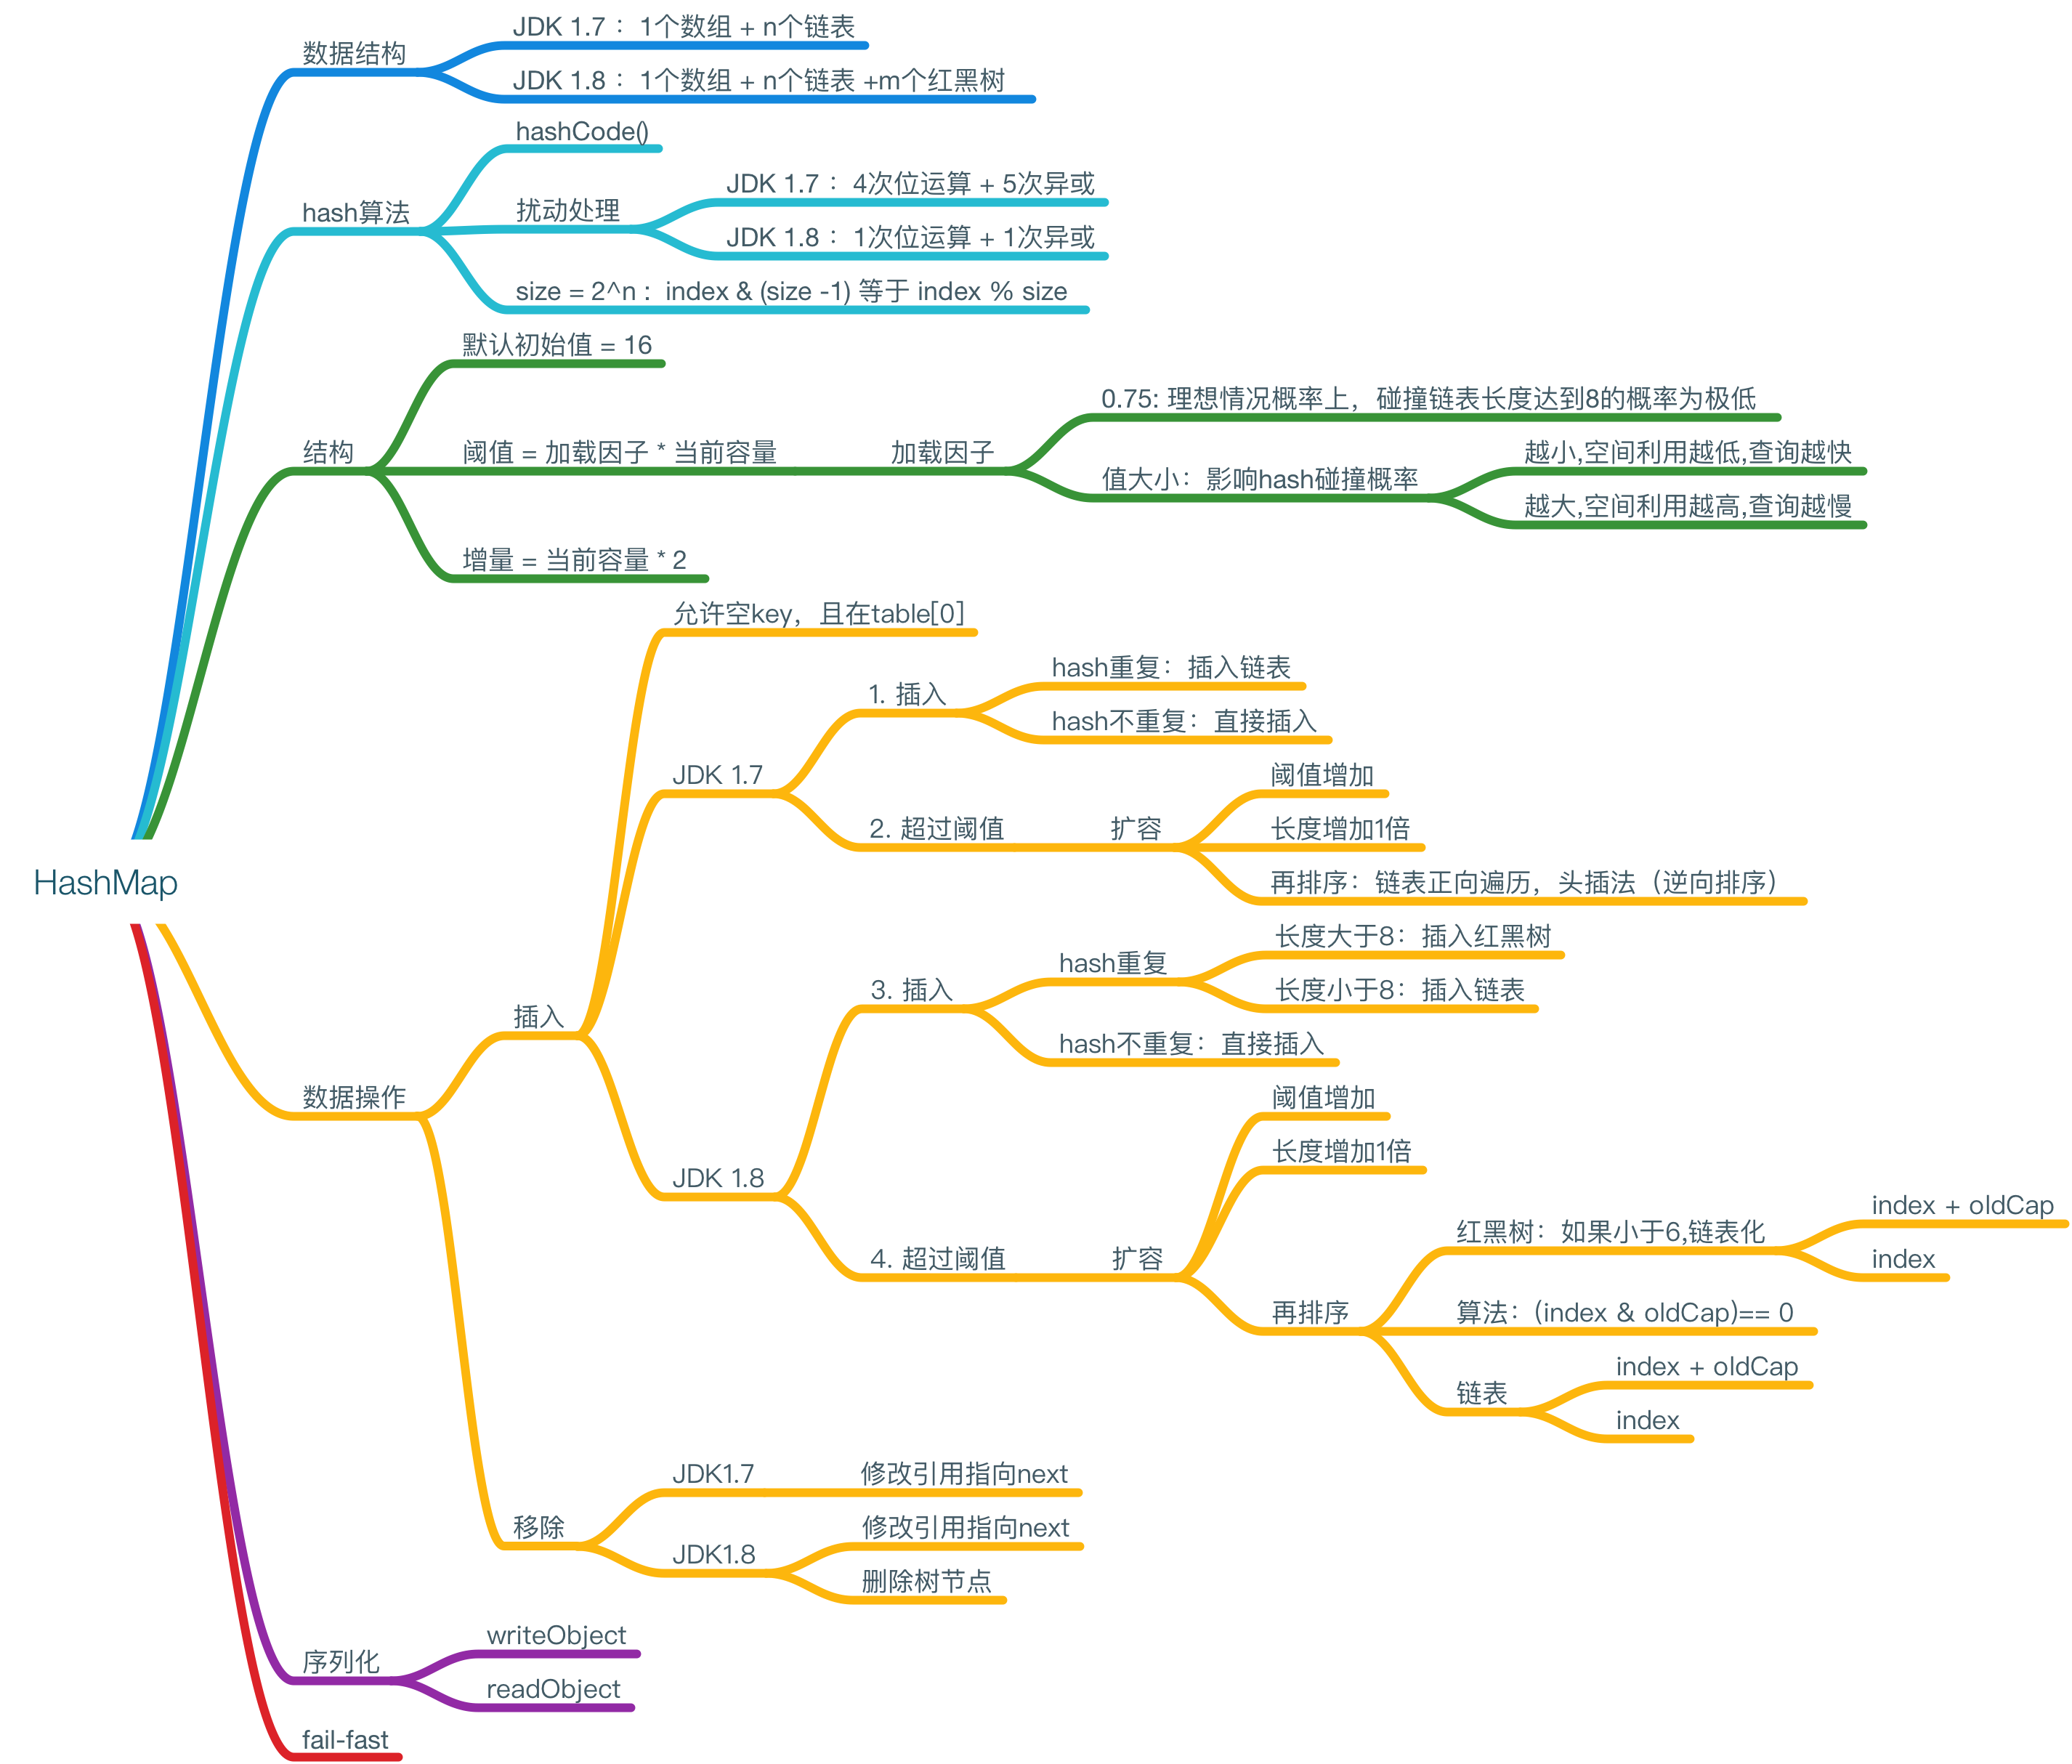 JDK 1.7 ：1个数组 + n个链表
数据结构
JDK 1.8 ：1个数组 + n个链表 +m个红黑树
hashCode()
JDK 1.7 ：4次位运算 + 5次异或
hash算法
扰动处理
JDK 1.8 ：1次位运算 + 1次异或
size = 2^n：index & (size -1) 等于 index % size
默认初始值 = 16
0.75: 理想情况概率上，碰撞链表长度达到8的概率为极低
结构
阈值 = 加载因子 * 当前容量
加载因子
越小,空间利用越低,查询越快
值大小：影响hash碰撞概率
越大,空间利用越高,查询越慢
增量 = 当前容量 * 2
允许空key，且在table[0]
hash重复：插入链表
1. 插入
hash不重复：直接插入
JDK 1.7
阈值增加
2. 超过阈值
扩容
长度增加1倍
再排序：链表正向遍历，头插法（逆向排序）
HashMap
长度大于8：插入红黑树
hash重复
3. 插入
长度小于8：插入链表
插入
hash不重复：直接插入
数据操作
阈值增加
长度增加1倍
JDK 1.8
index + oldCap
红黑树：如果小于6,链表化
4. 超过阈值
扩容
index
再排序
算法：(index & oldCap)== 0
index + oldCap
链表
index
JDK1.7
修改引用指向next
移除
修改引用指向next
JDK1.8
删除树节点
writeObject
序列化
readObject
fail-fast